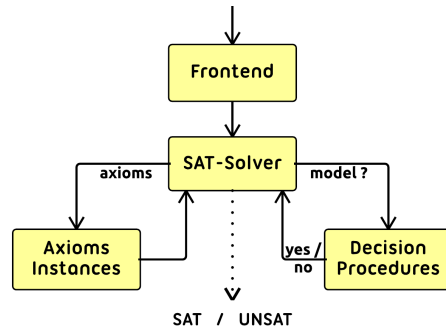 Frontend
SAT-Solver
axioms
model ?
Axioms
Instances
yes /
no
Decision
Procedures
SAT / UNSAT